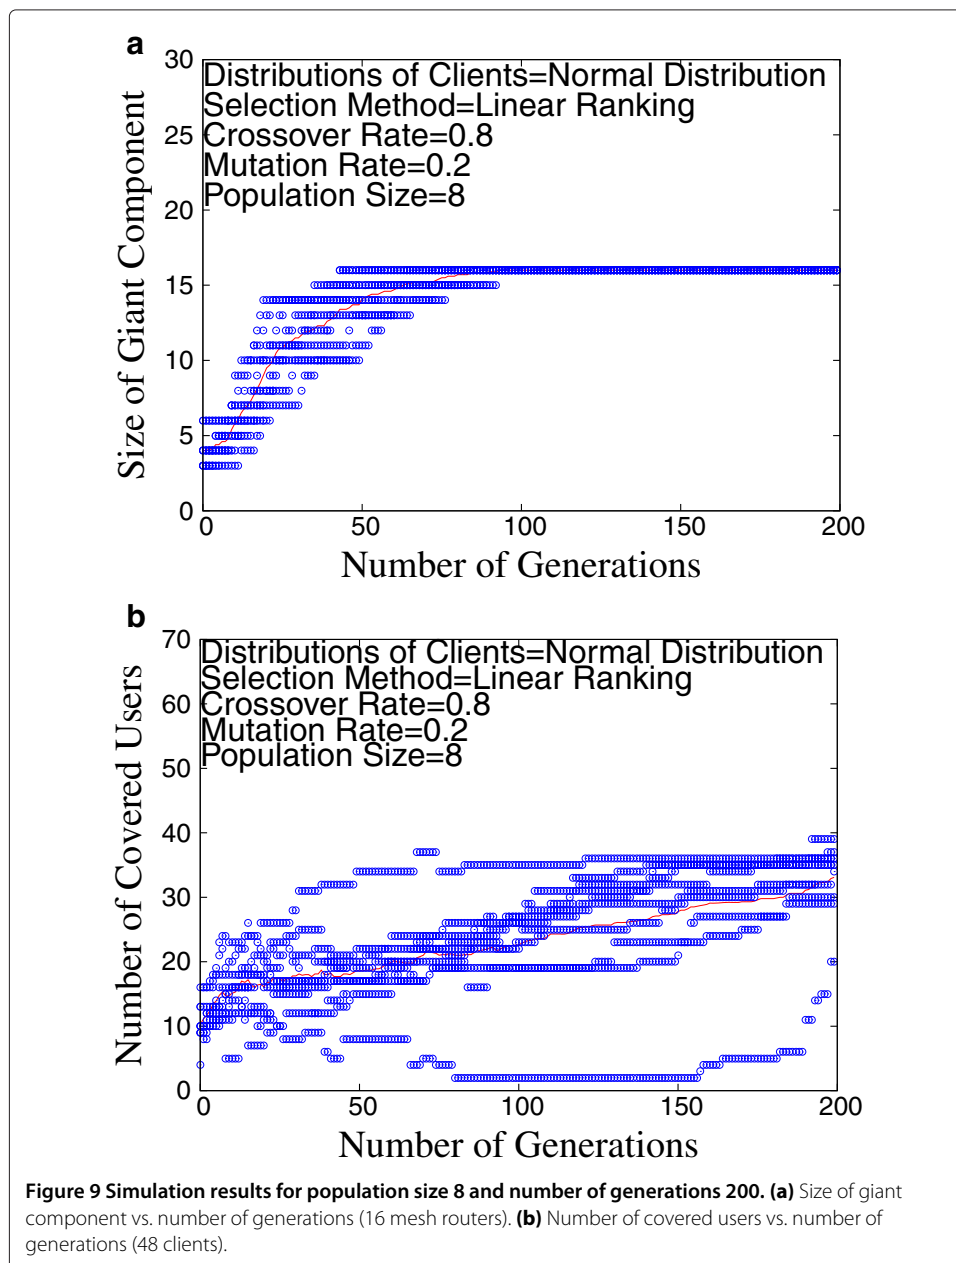 a
30
25
20
15
10
5
0
Size of Giant Component
Distributions of Clients=Normal Distribution
Selection Method=Linear Ranking
Crossover Rate=0.8
Mutation Rate=0.2
Population Size=8
0 50 100 150 200
Number of Generations
b
70
60
50
40
30
20
10
0
Number of Covered Users
Distributions of Clients=Normal Distribution
Selection Method=Linear Ranking
Crossover Rate=0.8
Mutation Rate=0.2
Population Size=8
0 50 100 150 200
Number of Generations
Figure 9 Simulation results for population size 8 and number of generations 200. (a) Size of giant
component vs. number of generations (16 mesh routers). (b) Number of covered users vs. number of
generations (48 clients).